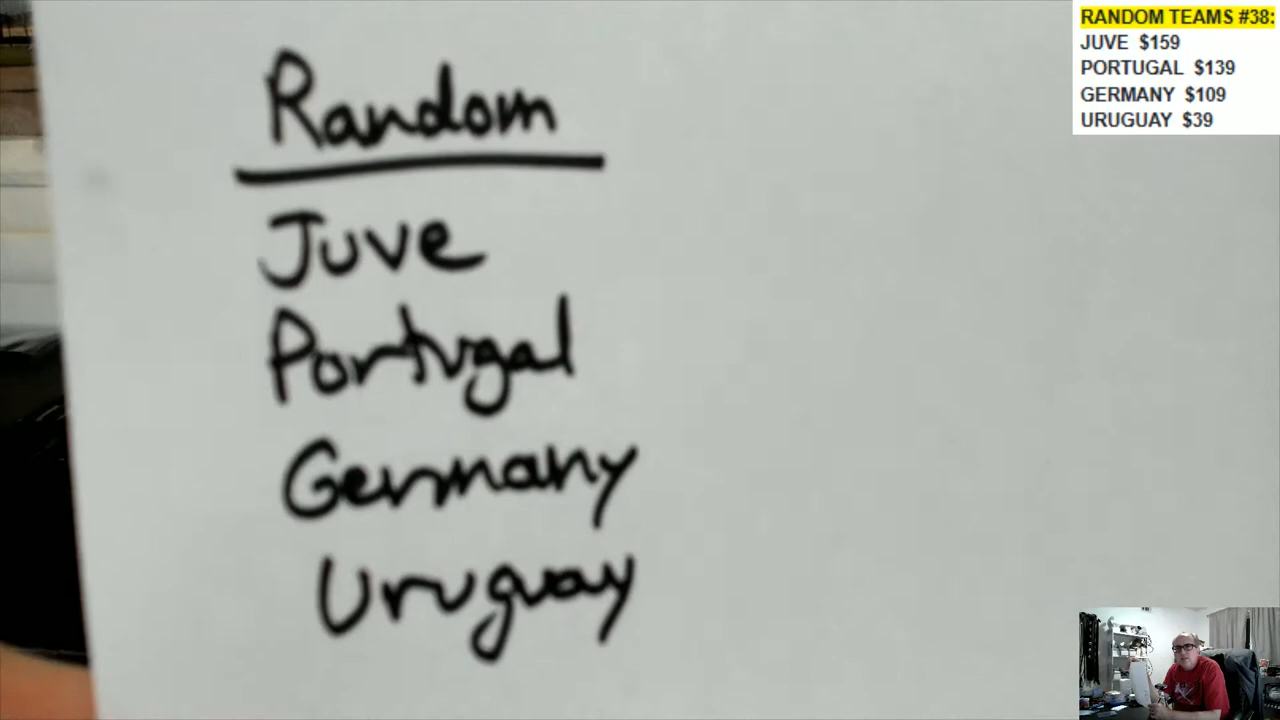 Random
Juve
Portugal
Germany
Uruguay
RANDOM TEAMS #38:
JUVE $159
PORTUGAL $139
GERMANY $109
URUGUAY $39